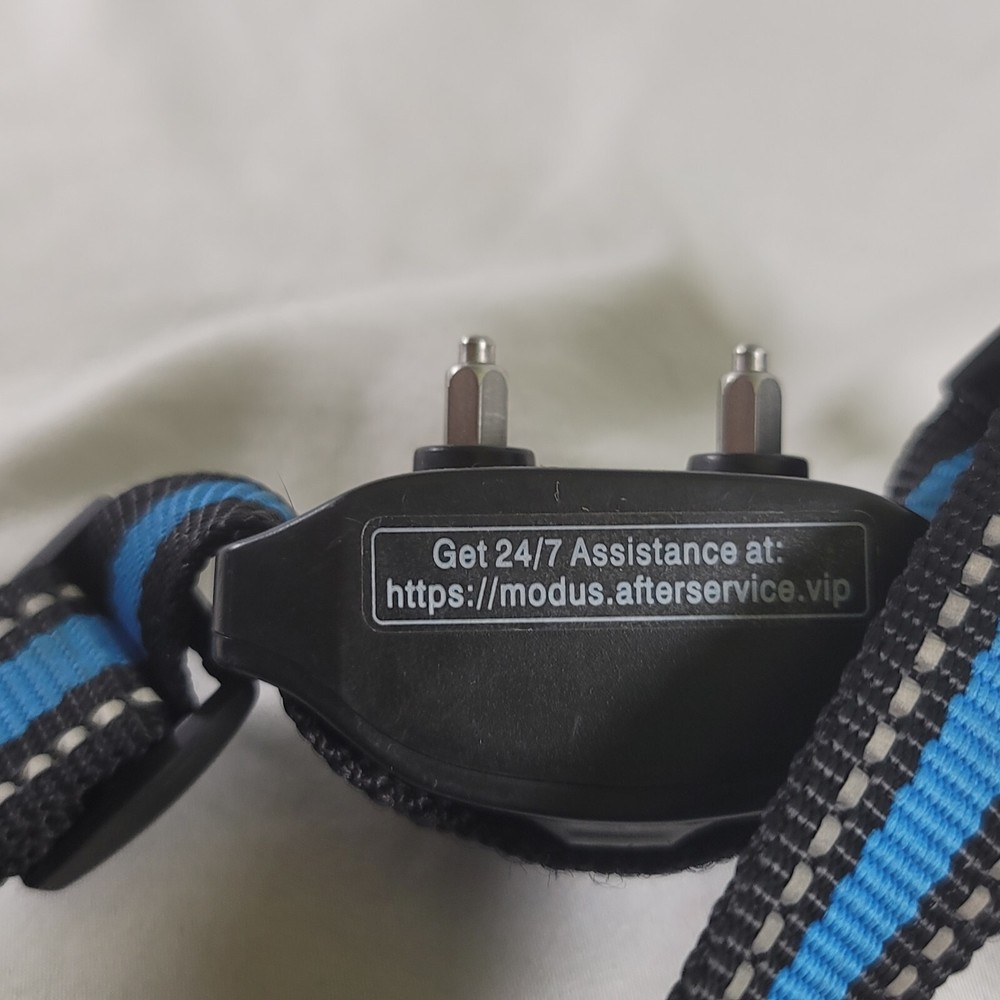 Get 24/7 Assistance at:
https://modus.afterservice.vip